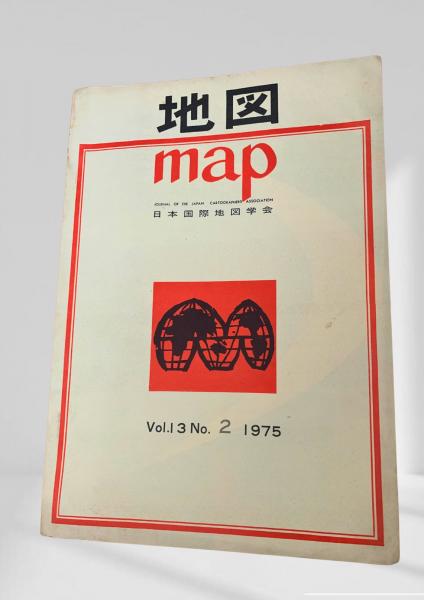 地図
map
JOURNAL OF THE JAPAN CARTOGRAPHERS ASSOCIATION
日本国際地図学会
Vol.13 No. 2 1975